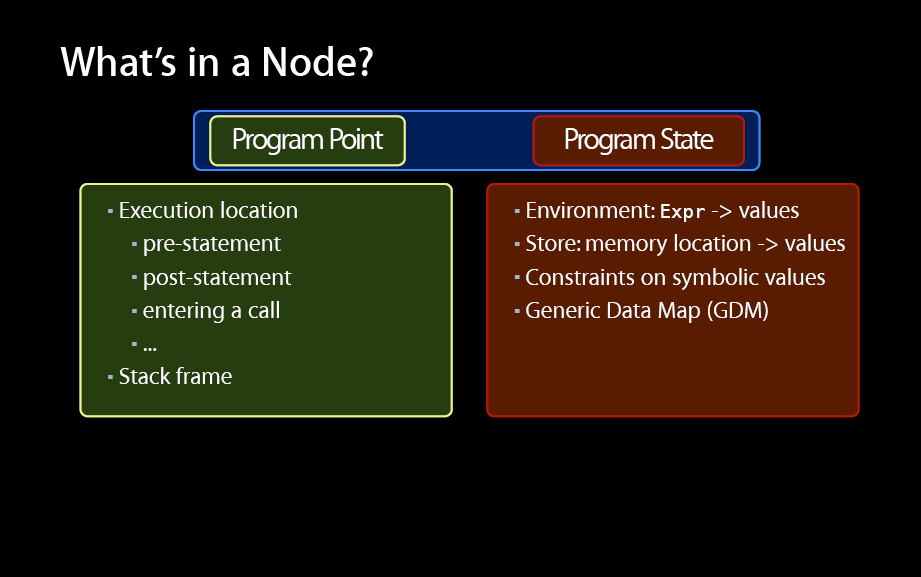 What’s in a Node?
Program Point
Program State
▪ Execution location
▪ pre-statement
▪ post-statement
▪ entering a call
▪ ...
▪ Stack frame
▪ Environment: Expr -> values
▪ Store: memory location -> values
▪ Constraints on symbolic values
▪ Generic Data Map (GDM)